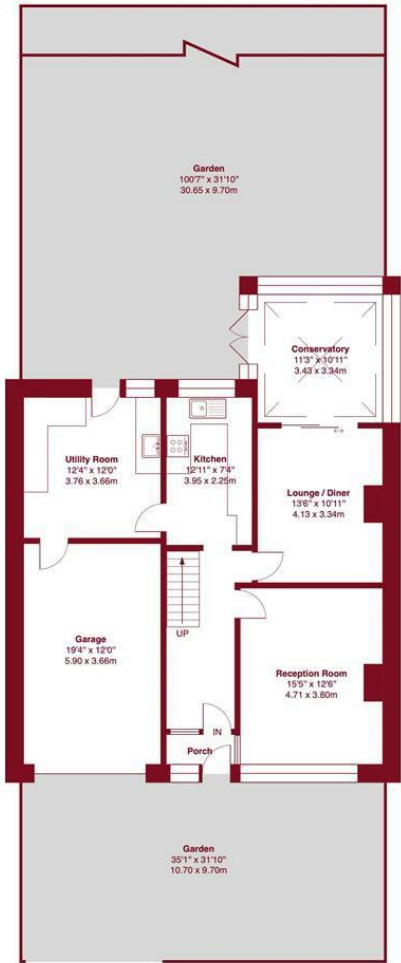 Garden
100'7" x 31'10"
30.65 x 9.70m
Conservatory
11'3" x 10'11"
3.43 x 3.34m
Utility Room
12'4" x 12'0"
3.76 x 3.66m
Kitchen
12'11" x 7'4"
3.95 x 2.25m
Lounge / Diner
13'6" x 10'11"
4.13 x 3.34m
UP
Garage
19'4" x 12'0"
5.90 x 3.66m
Reception Room
15'5" x 12'6"
4.71 x 3.80m
IN
Porch
Garden
35'1" x 31'10"
10.70 x 9.70m